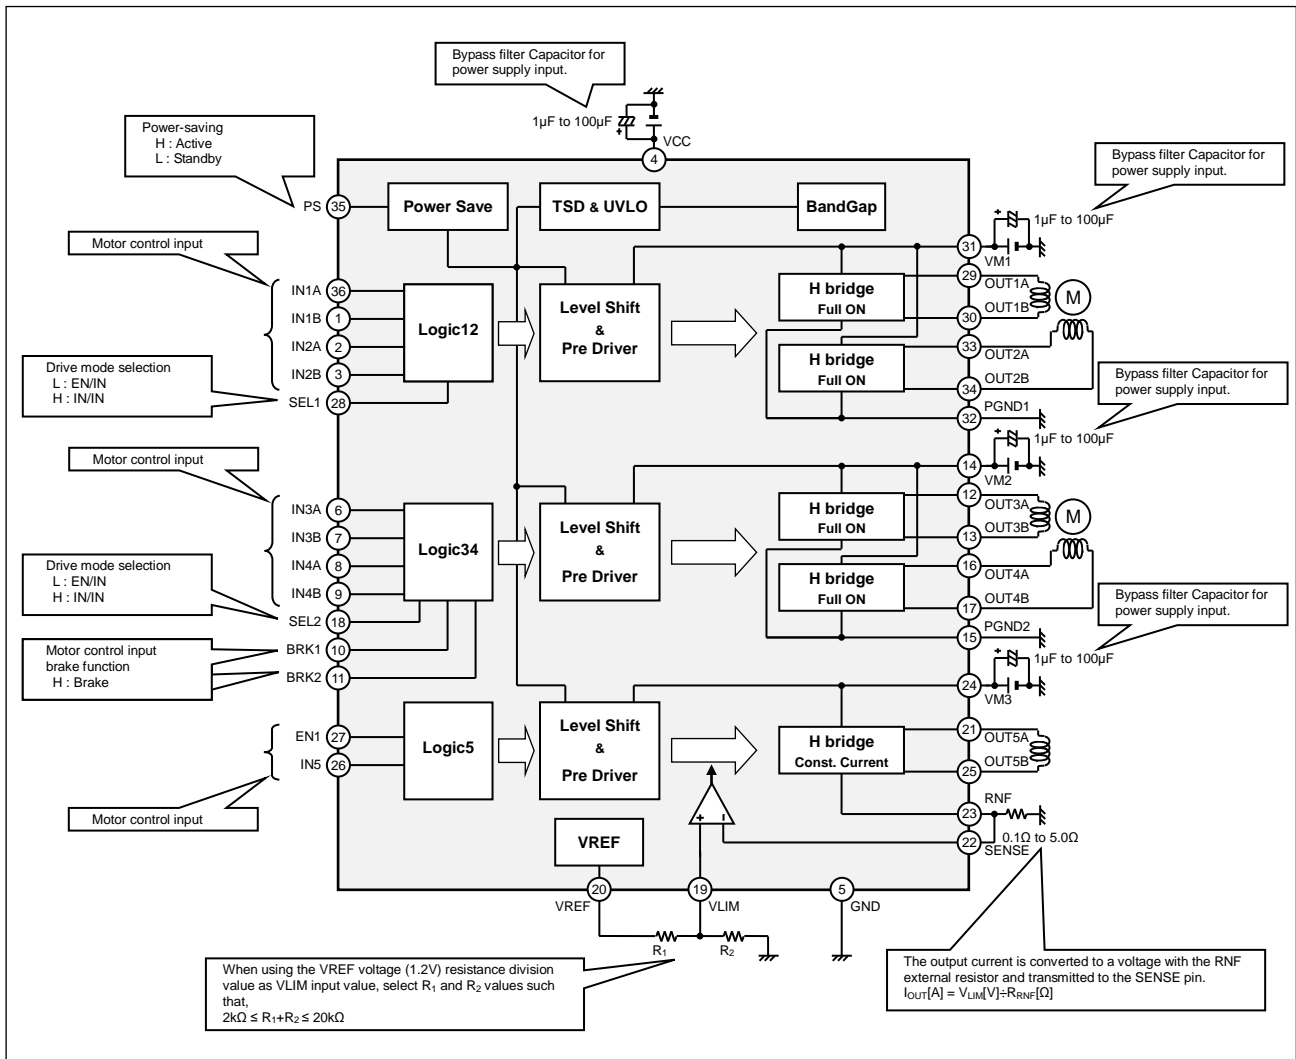 Bypass filter Capacitor for
power supply input.
1µF to 100µF
+
VCC
4
Power-saving
H : Active
L : Standby
PS
35
Power Save
TSD & UVLO
BandGap
Bypass filter Capacitor for
power supply input.
+
1µF to 100µF
31
VM1
Motor control input
IN1A
36
IN1B
1
IN2A
2
IN2B
3
SEL1
28
Drive mode selection
L : EN/IN
H : IN/IN
Logic12
Level Shift
&
Pre Driver
H bridge
Full ON
H bridge
Full ON
29
OUT1A
OUT1B
30
M
33
OUT2A
OUT2B
34
PGND1
32
Bypass filter Capacitor for
power supply input.
+
1µF to 100µF
14
VM2
Motor control input
IN3A
6
IN3B
7
IN4A
8
IN4B
9
SEL2
18
BRK1
10
BRK2
11
Drive mode selection
L : EN/IN
H : IN/IN
Motor control input
brake function
H : Brake
Logic34
Level Shift
&
Pre Driver
H bridge
Full ON
H bridge
Full ON
12
OUT3A
OUT3B
13
M
16
OUT4A
OUT4B
17
PGND2
15
Bypass filter Capacitor for
power supply input.
+
1µF to 100µF
24
VM3
EN1
27
IN5
26
Motor control input
Logic5
Level Shift
&
Pre Driver
H bridge
Const. Current
21
OUT5A
OUT5B
25
RNF
23
0.1Ω to 5.0Ω
22
SENSE
+
−
VREF
20
VREF
19
VLIM
5
GND
R1
R2
When using the VREF voltage (1.2V) resistance division
value as VLIM input value, select R1 and R2 values such
that,
2kΩ ≤ R1+R2 ≤ 20kΩ
The output current is converted to a voltage with the RNF
external resistor and transmitted to the SENSE pin.
IOUT[A] = VLIM[V]÷RRNF[Ω]